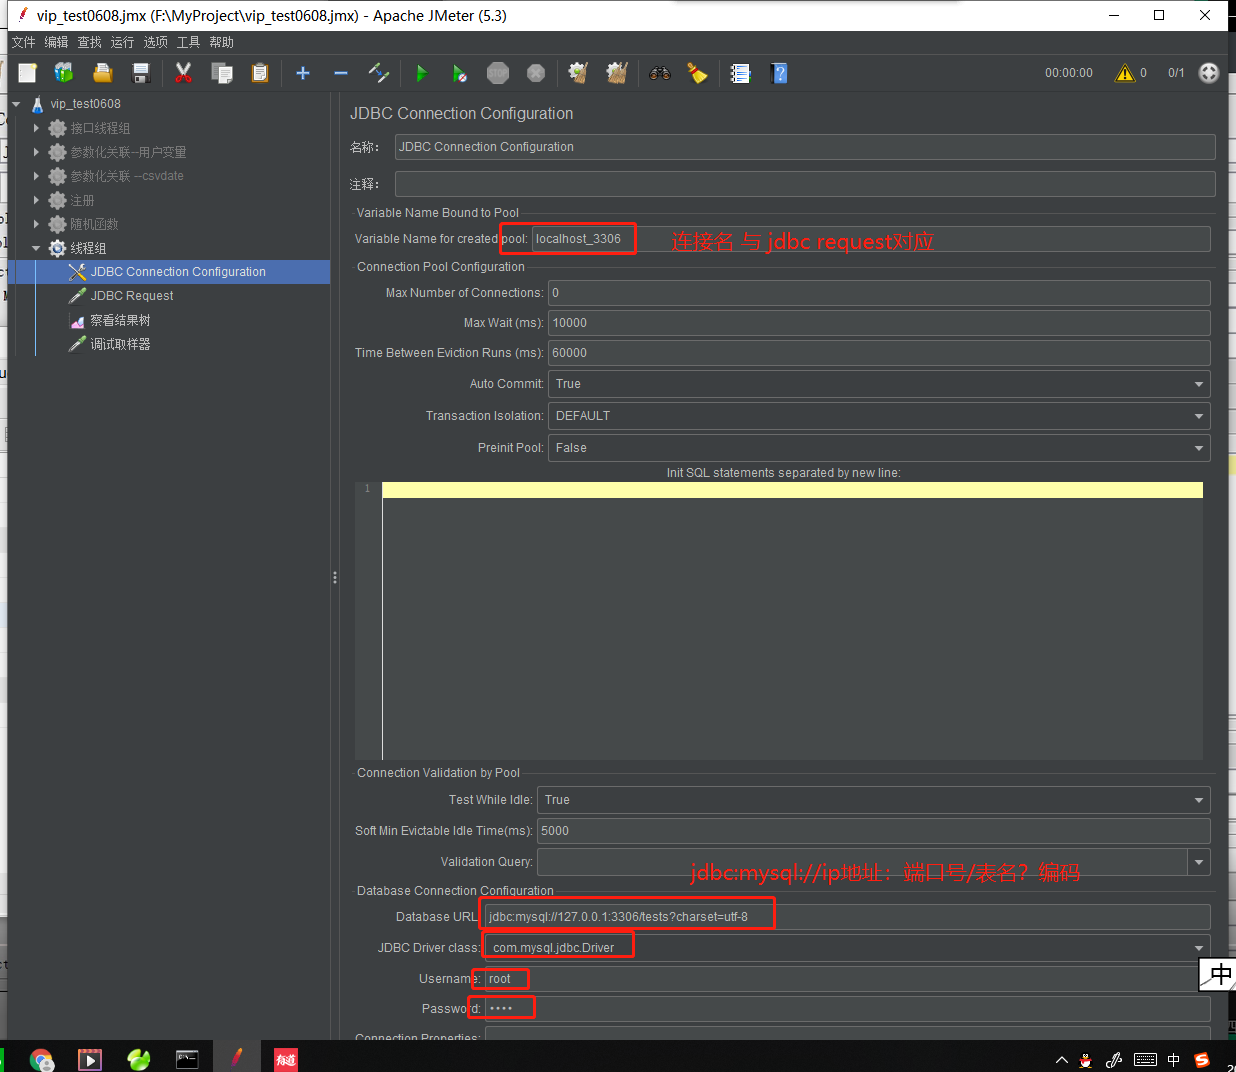 vip_test0608.jmx (F:\MyProject\vip_test0608.jmx) - Apache JMeter (5.3)
文件 编辑 查找 运行 选项 工具 帮助
STOP
00:00:00 0 0/1
vip_test0608
接口线程组
参数化关联--用户变量
参数化关联 --csvdate
注册
随机函数
线程组
JDBC Connection Configuration
JDBC Request
察看结果树
调试取样器
JDBC Connection Configuration
名称： JDBC Connection Configuration
注释：
Variable Name Bound to Pool
Variable Name for created pool: localhost_3306
连接名 与 jdbc request对应
Connection Pool Configuration
Max Number of Connections: 0
Max Wait (ms): 10000
Time Between Eviction Runs (ms): 60000
Auto Commit: True
Transaction Isolation: DEFAULT
Preinit Pool: False
Init SQL statements separated by new line:
1
Connection Validation by Pool
Test While Idle: True
Soft Min Evictable Idle Time(ms): 5000
Validation Query:
jdbc:mysql://ip地址：端口号/表名？编码
Database Connection Configuration
Database URL: jdbc:mysql://127.0.0.1:3306/tests?charset=utf-8
JDBC Driver class: com.mysql.jdbc.Driver
Username: root
Password: ••••
Connection Properties:
中
有道
中